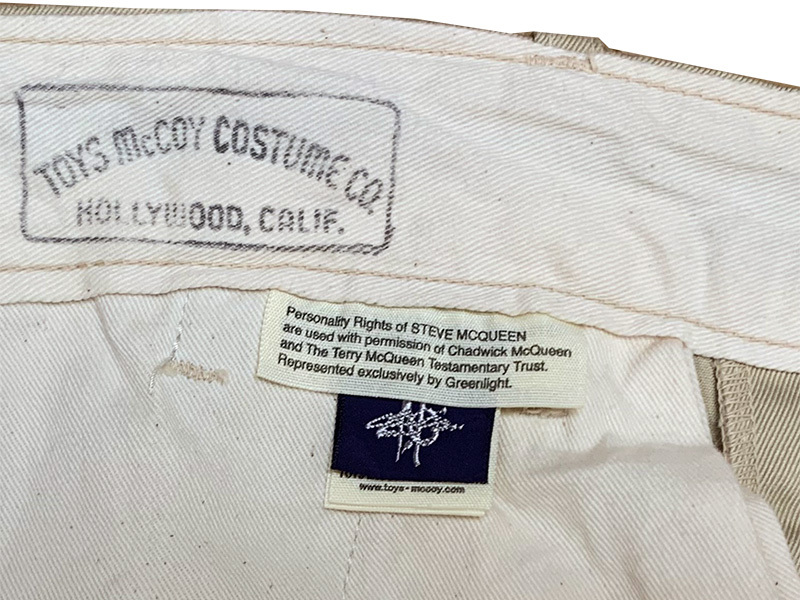 TOYS McCOY COSTUME CO.
HOLLYWOOD, CALIF.
Personality Rights of STEVE MCQUEEN
are used with permission of Chadwick McQueen
and The Terry McQueen Testamentary Trust.
Represented exclusively by Greenlight.
www.toys-mccoy.com